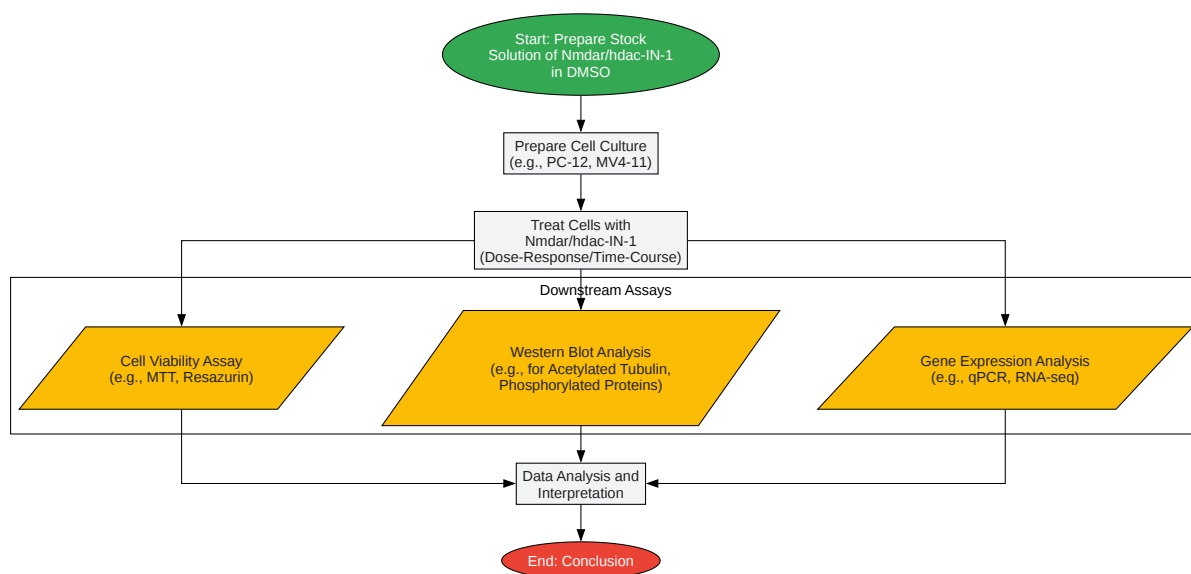 Start: Prepare Stock
Solution of Nmdar/hdac-IN-1
in DMSO
Prepare Cell Culture
(e.g., PC-12, MV4-11)
Treat Cells with
Nmdar/hdac-IN-1
(Dose-Response/Time-Course)
Downstream Assays
Cell Viability Assay
(e.g., MTT, Resazurin)
Western Blot Analysis
(e.g., for Acetylated Tubulin,
Phosphorylated Proteins)
Gene Expression Analysis
(e.g., qPCR, RNA-seq)
Data Analysis and
Interpretation
End: Conclusion